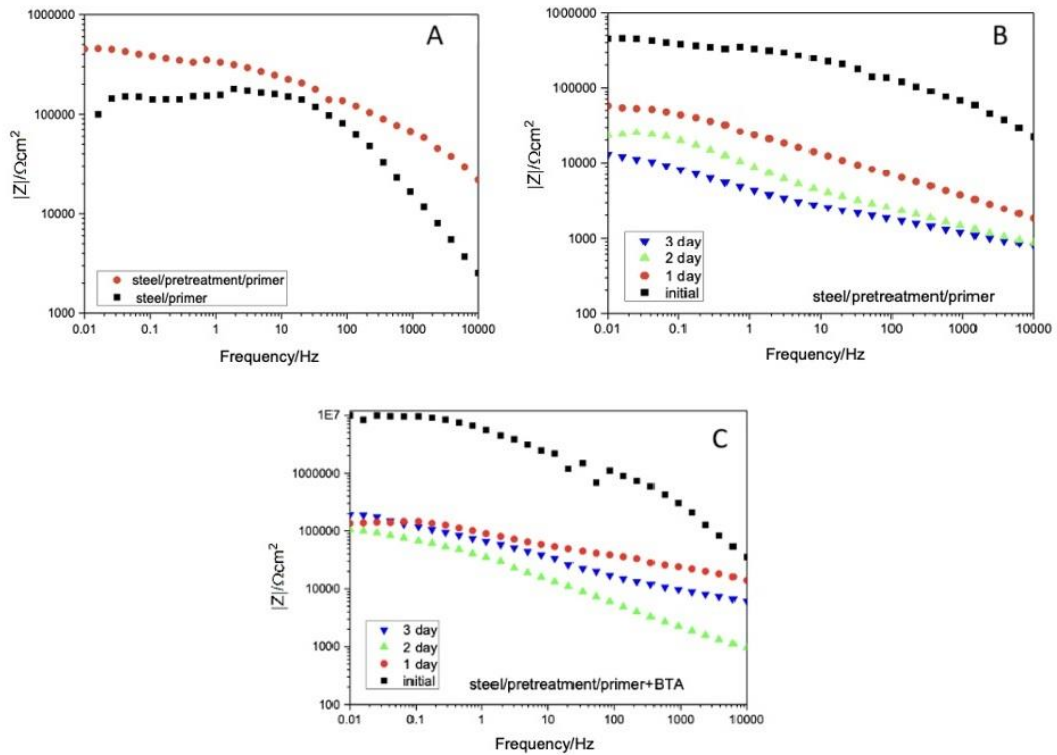 A
1000000
100000
10000
1000
|Z|/Ωcm²
steel/pretreatment/primer
steel/primer
0.01 0.1 1 10 100 1000 10000
Frequency/Hz
B
1000000
100000
10000
1000
100
|Z|/Ωcm²
3 day
2 day
1 day
initial
steel/pretreatment/primer
0.01 0.1 1 10 100 1000 10000
Frequency/Hz
C
1E7
1000000
100000
10000
1000
100
|Z|/Ωcm²
3 day
2 day
1 day
initial
steel/pretreatment/primer+BTA
0.01 0.1 1 10 100 1000 10000
Frequency/Hz